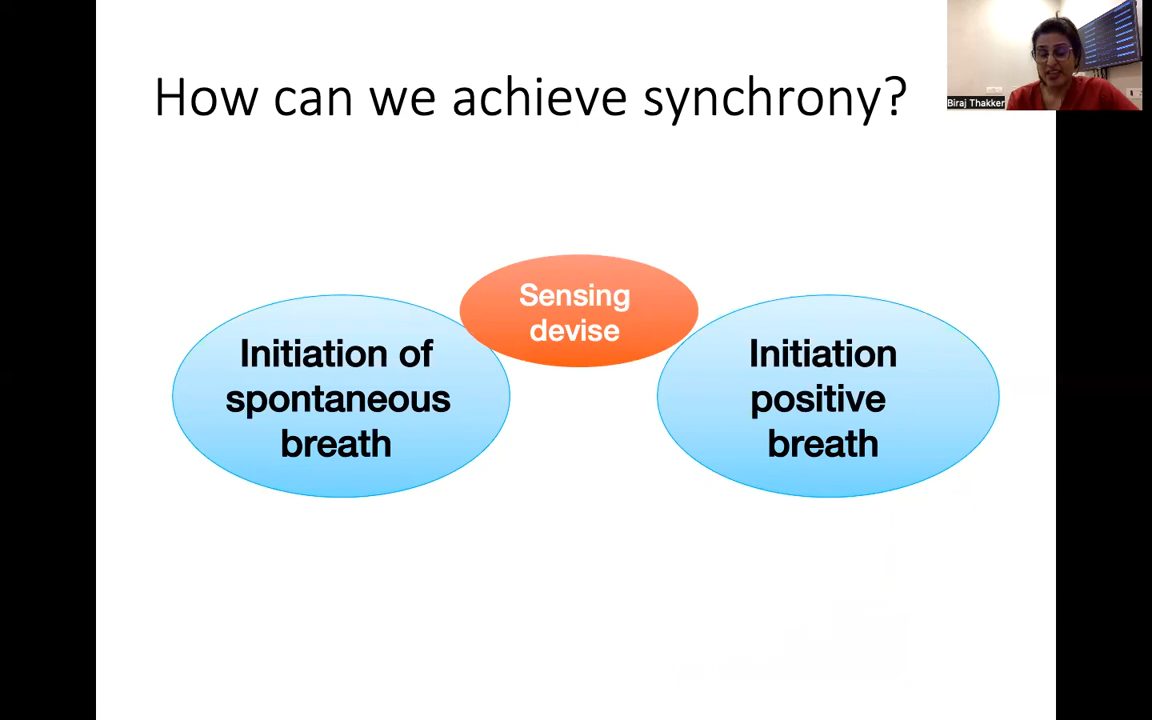 How can we achieve synchrony?
Biraj Thakker
Sensing
devise
Initiation of
spontaneous
breath
Initiation
positive
breath